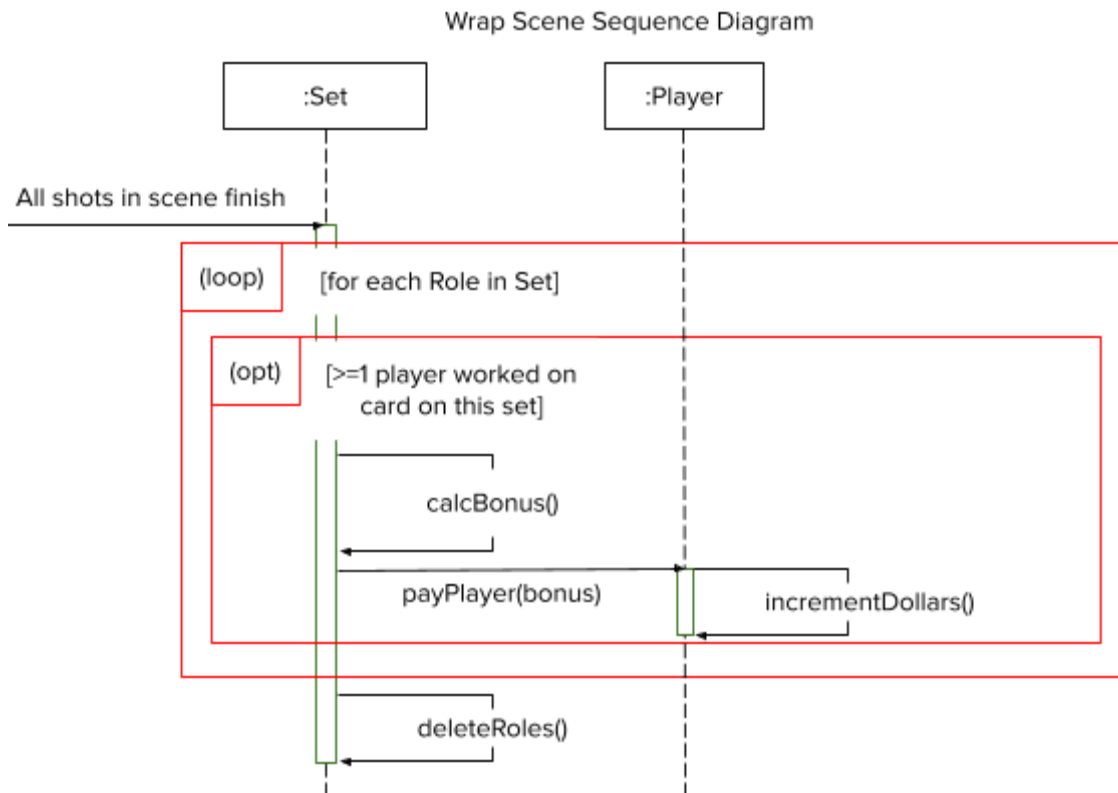 Wrap Scene Sequence Diagram
:Set
:Player
All shots in scene finish
(loop)
[for each Role in Set]
(opt)
[>=1 player worked on
card on this set]
calcBonus()
payPlayer(bonus)
incrementDollars()
deleteRoles()